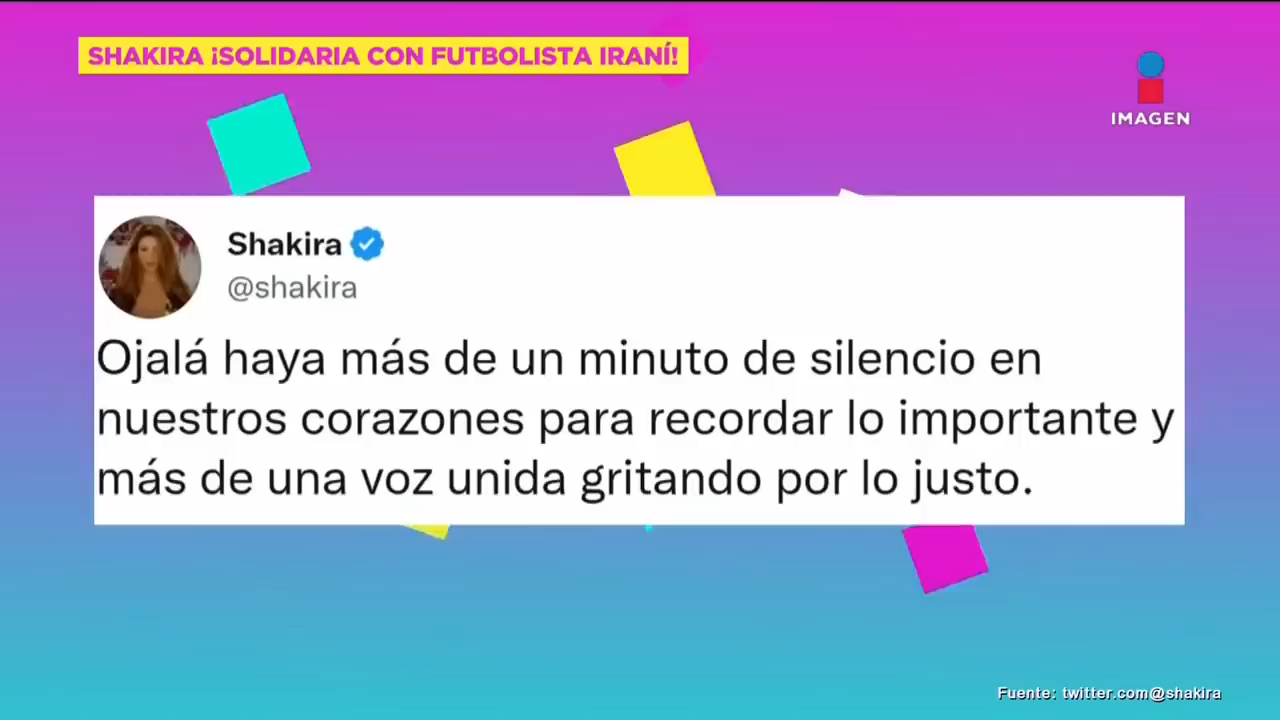 SHAKIRA ¡SOLIDARIA CON FUTBOLISTA IRANÍ!
IMAGEN
Shakira
@shakira
Ojalá haya más de un minuto de silencio en
nuestros corazones para recordar lo importante y
más de una voz unida gritando por lo justo.
Fuente: twitter.com@shakira